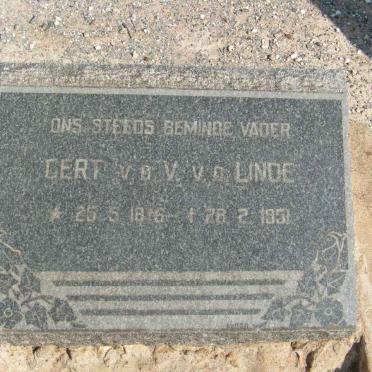 ONS STEEDS BEMINDE VADER
GERT V.D. V. V.D. LINDE
* 25.5.1876 - † 28.2.1951